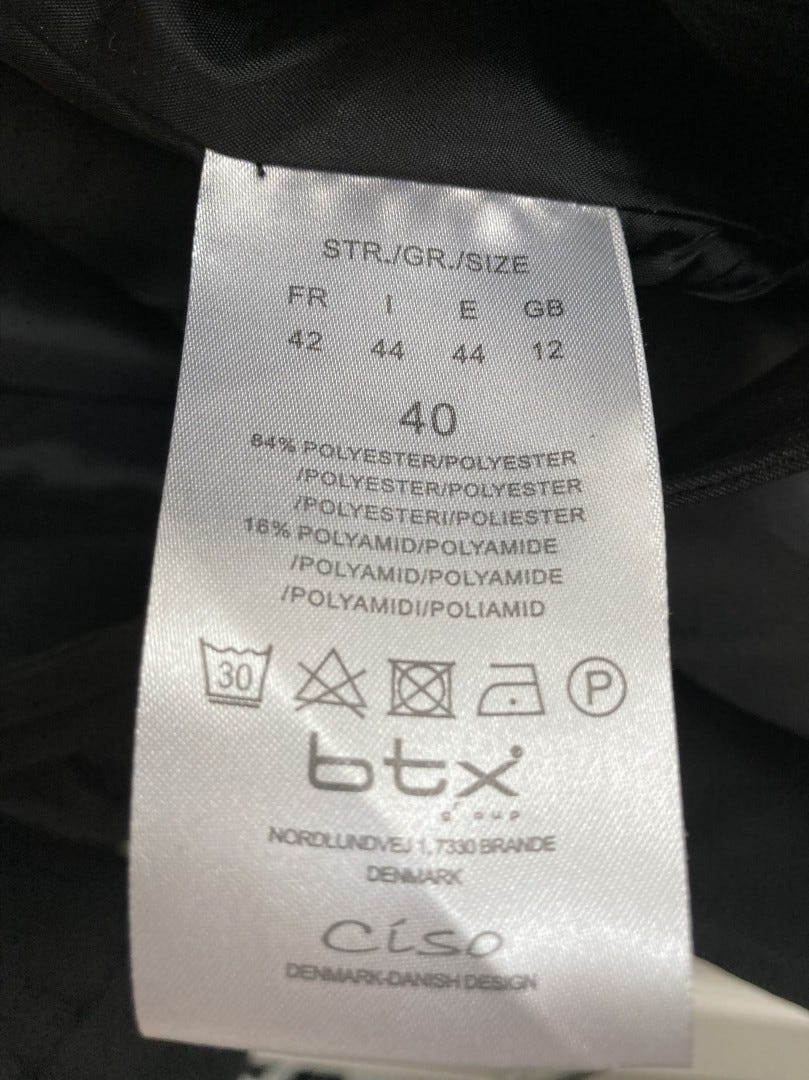 STR./GR./SIZE
FR I E GB
42 44 44 12
40
84% POLYESTER/POLYESTER
/POLYESTER/POLYESTER
/POLYESTERI/POLIESTER
16% POLYAMID/POLYAMIDE
/POLYAMID/POLYAMIDE
/POLYAMIDI/POLIAMID
30 P
btx
group
NORDLUNDVEJ 1, 7330 BRANDE
DENMARK
Ciso
DENMARK-DANISH DESIGN